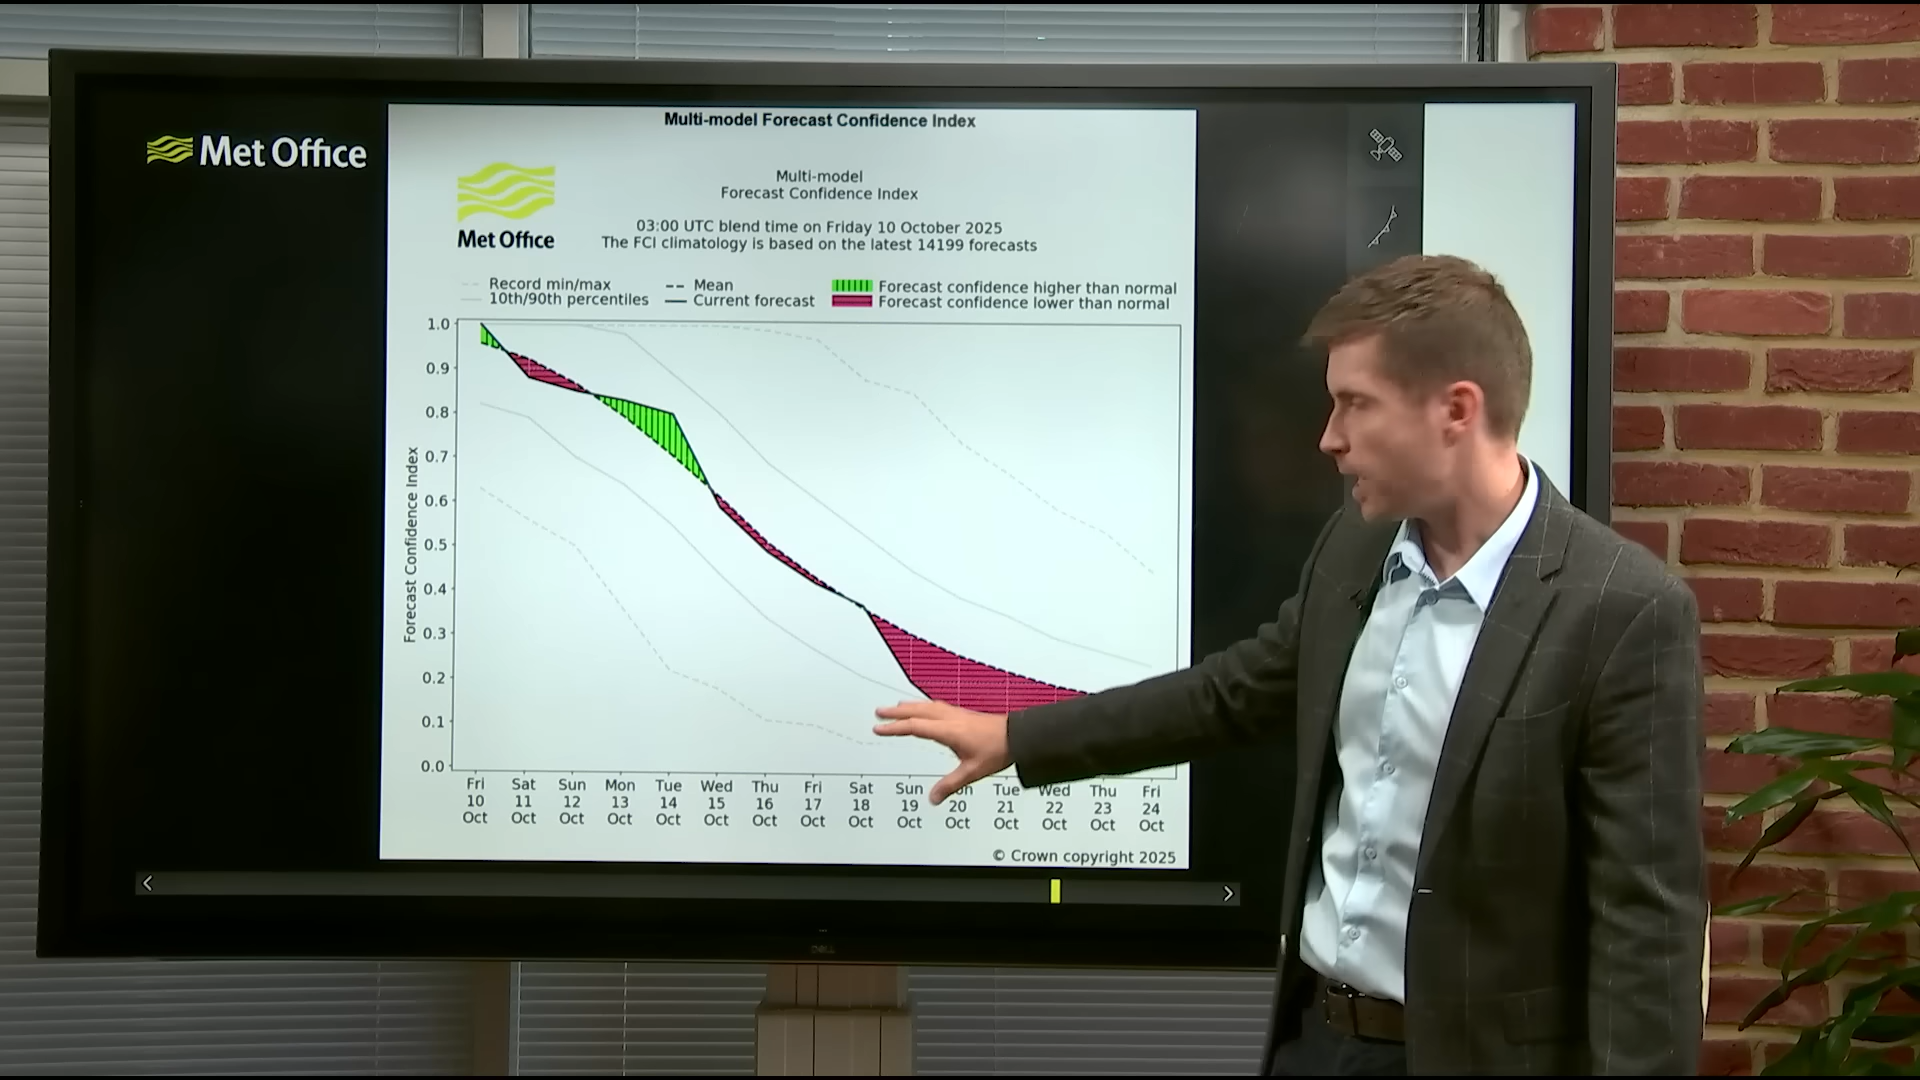 Met Office
Multi-model Forecast Confidence Index
Met Office
Multi-model
Forecast Confidence Index
03:00 UTC blend time on Friday 10 October 2025
The FCI climatology is based on the latest 14199 forecasts
Record min/max
10th/90th percentiles
Mean
Current forecast
Forecast confidence higher than normal
Forecast confidence lower than normal
Forecast Confidence Index
1.0
0.9
0.8
0.7
0.6
0.5
0.4
0.3
0.2
0.1
0.0
Fri 10 Oct
Sat 11 Oct
Sun 12 Oct
Mon 13 Oct
Tue 14 Oct
Wed 15 Oct
Thu 16 Oct
Fri 17 Oct
Sat 18 Oct
Sun 19 Oct
Mon 20 Oct
Tue 21 Oct
Wed 22 Oct
Thu 23 Oct
Fri 24 Oct
© Crown copyright 2025
DELL